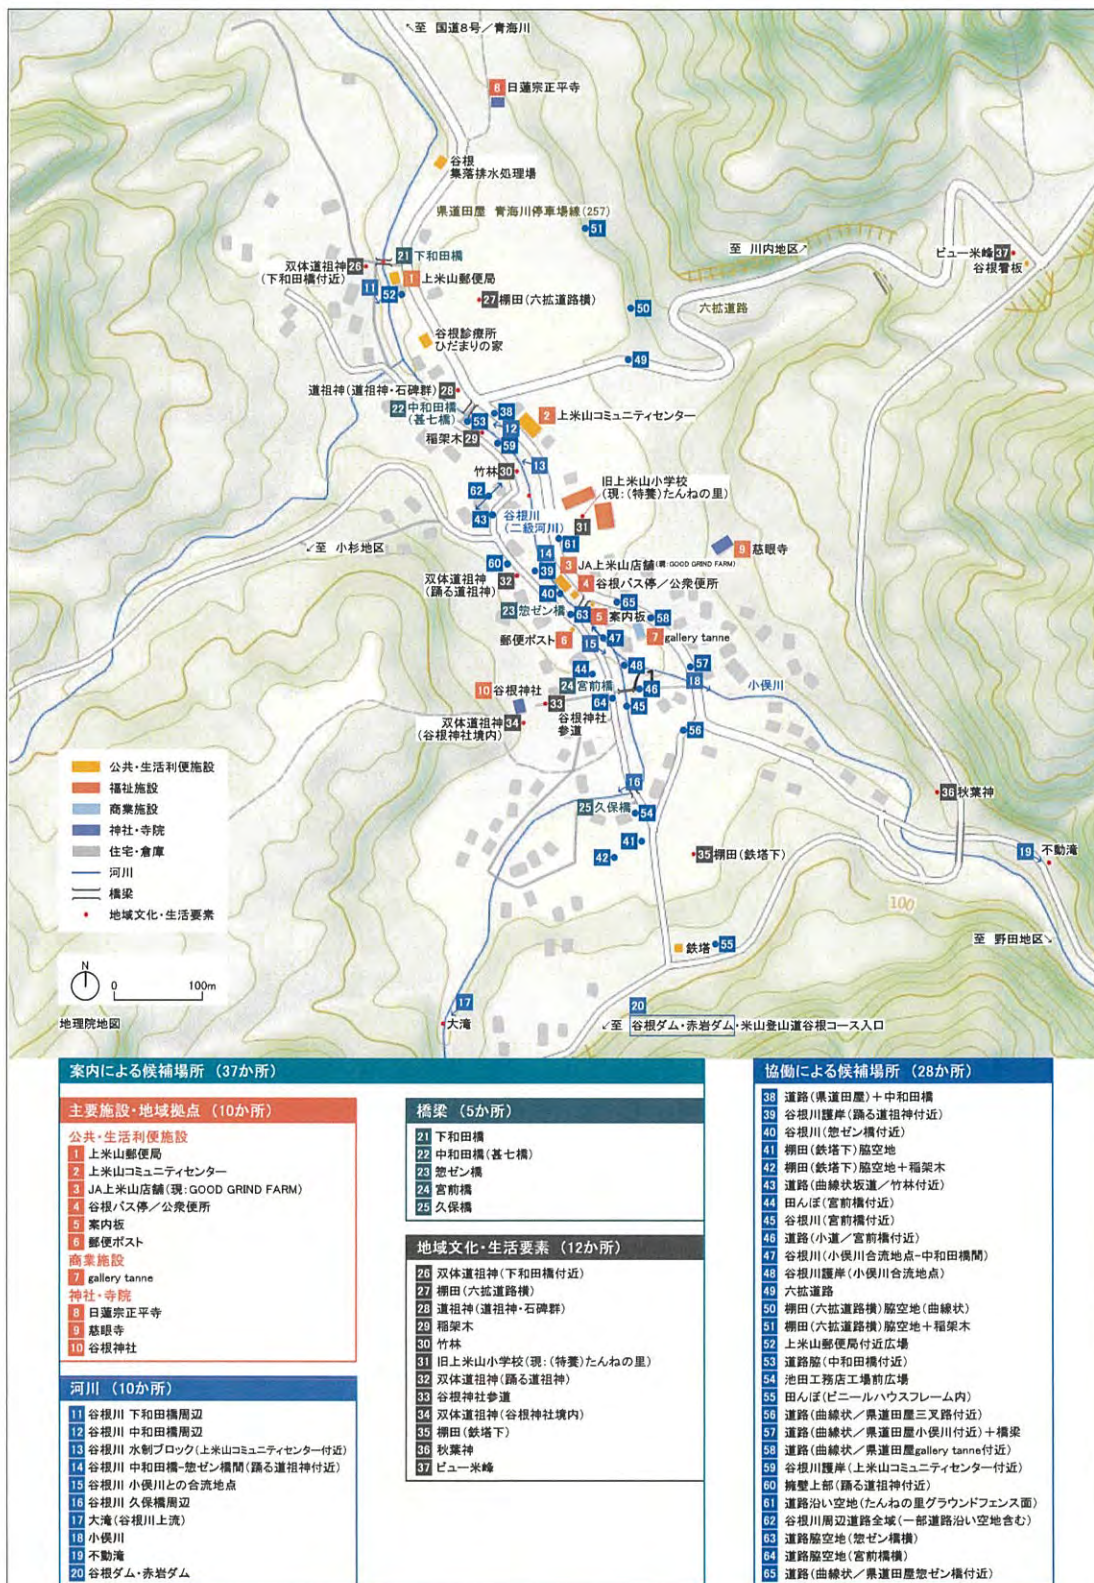 ↖至 国道8号／青海川
8 日蓮宗正平寺
谷根
集落排水処理場
県道田屋 青海川停車場線(257)
51
至 川内地区↗
ビュー米峰 37
谷根看板
21 下和田橋
双体道祖神 26
(下和田橋付近)
1 上米山郵便局
11
52
27 棚田(六拡道路横)
50
六拡道路
谷根診療所
ひだまりの家
49
道祖神(道祖神・石碑群) 28
22 中和田橋
(甚七橋)
53
38
12
2 上米山コミュニティセンター
稲架木 29
59
竹林 30
13
旧上米山小学校
(現:(特養)たんねの里)
62
43
谷根川
(二級河川)
31
↙至 小杉地区
61
9 慈眼寺
14
60
39
3 JA上米山店舗(現:GOOD GRIND FARM)
双体道祖神 32
(踊る道祖神)
40
4 谷根バス停／公衆便所
65
23 惣ゼン橋
63
5 案内板
58
郵便ポスト 6
15
47
7 gallery tanne
44
48
57
24 宮前橋
46
18
小俣川
10 谷根神社
33
64
45
双体道祖神 34
(谷根神社境内)
谷根神社
参道
56
16
25 久保橋
54
36 秋葉神
41
42
35 棚田(鉄塔下)
19 不動滝
100
鉄塔
55
至 野田地区↘
17
大滝
20
↙至 谷根ダム・赤岩ダム・米山登山道谷根コース入口
公共・生活利便施設
福祉施設
商業施設
神社・寺院
住宅・倉庫
河川
橋梁
地域文化・生活要素
N
0 100m
地理院地図
案内による候補場所 (37か所)
主要施設・地域拠点 (10か所)
公共・生活利便施設
1 上米山郵便局
2 上米山コミュニティセンター
3 JA上米山店舗(現:GOOD GRIND FARM)
4 谷根バス停／公衆便所
5 案内板
6 郵便ポスト
商業施設
7 gallery tanne
神社・寺院
8 日蓮宗正平寺
9 慈眼寺
10 谷根神社
河川 (10か所)
11 谷根川 下和田橋周辺
12 谷根川 中和田橋周辺
13 谷根川 水制ブロック(上米山コミュニティセンター付近)
14 谷根川 中和田橋-惣ゼン橋間(踊る道祖神付近)
15 谷根川 小俣川との合流地点
16 谷根川 久保橋周辺
17 大滝(谷根川上流)
18 小俣川
19 不動滝
20 谷根ダム・赤岩ダム
橋梁 (5か所)
21 下和田橋
22 中和田橋(甚七橋)
23 惣ゼン橋
24 宮前橋
25 久保橋
地域文化・生活要素 (12か所)
26 双体道祖神(下和田橋付近)
27 棚田(六拡道路横)
28 道祖神(道祖神・石碑群)
29 稲架木
30 竹林
31 旧上米山小学校(現:(特養)たんねの里)
32 双体道祖神(踊る道祖神)
33 谷根神社参道
34 双体道祖神(谷根神社境内)
35 棚田(鉄塔下)
36 秋葉神
37 ビュー米峰
協働による候補場所 (28か所)
38 道路(県道田屋)＋中和田橋
39 谷根川護岸(踊る道祖神付近)
40 谷根川(惣ゼン橋付近)
41 棚田(鉄塔下)脇空地
42 棚田(鉄塔下)脇空地＋稲架木
43 道路(曲線状坂道／竹林付近)
44 田んぼ(宮前橋付近)
45 谷根川(宮前橋付近)
46 道路(小道／宮前橋付近)
47 谷根川(小俣川合流地点-中和田橋間)
48 谷根川護岸(小俣川合流地点)
49 六拡道路
50 棚田(六拡道路横)脇空地(曲線状)
51 棚田(六拡道路横)脇空地＋稲架木
52 上米山郵便局付近広場
53 道路脇(中和田橋付近)
54 池田工務店工場前広場
55 田んぼ(ビニールハウスフレーム内)
56 道路(曲線状／県道田屋三叉路付近)
57 道路(曲線状／県道田屋小俣川付近)＋橋梁
58 道路(曲線状／県道田屋gallery tanne付近)
59 谷根川護岸(上米山コミュニティセンター付近)
60 擁壁上部(踊る道祖神付近)
61 道路沿い空地(たんねの里グラウンドフェンス面)
62 谷根川周辺道路全域(一部道路沿い空地含む)
63 道路脇空地(惣ゼン橋横)
64 道路脇空地(宮前橋横)
65 道路(曲線状／県道田屋惣ゼン橋付近)